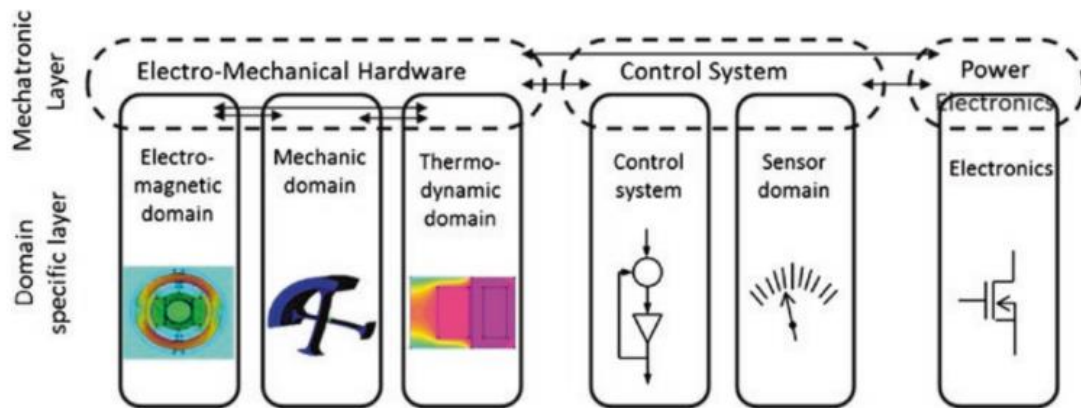 Mechatronic
Layer
Electro-Mechanical Hardware
Control System
Power
Electronics
Domain
specific layer
Electro-
magnetic
domain
Mechanic
domain
Thermo-
dynamic
domain
Control
system
Sensor
domain
Electronics